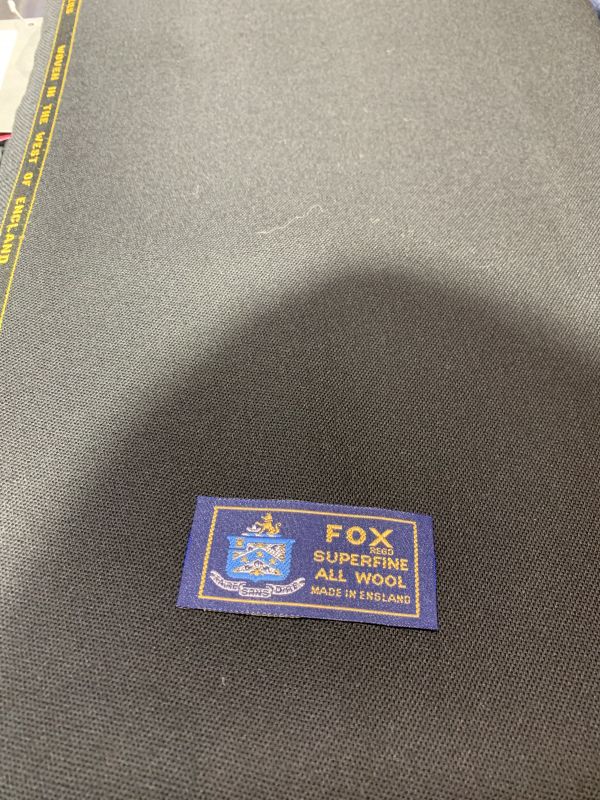 WOVEN IN THE WEST OF ENGLAND
FOX
REGD
SUPERFINE
ALL WOOL
MADE IN ENGLAND
FAIRE SANS DIRE